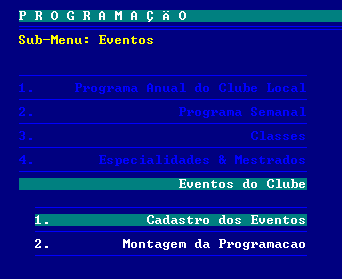 P R O G R A M A Ç Ã O
Sub-Menu: Eventos
1. Programa Anual do Clube Local
2. Programa Semanal
3. Classes
4. Especialidades & Mestrados
Eventos do Clube
1. Cadastro dos Eventos
2. Montagem da Programacao